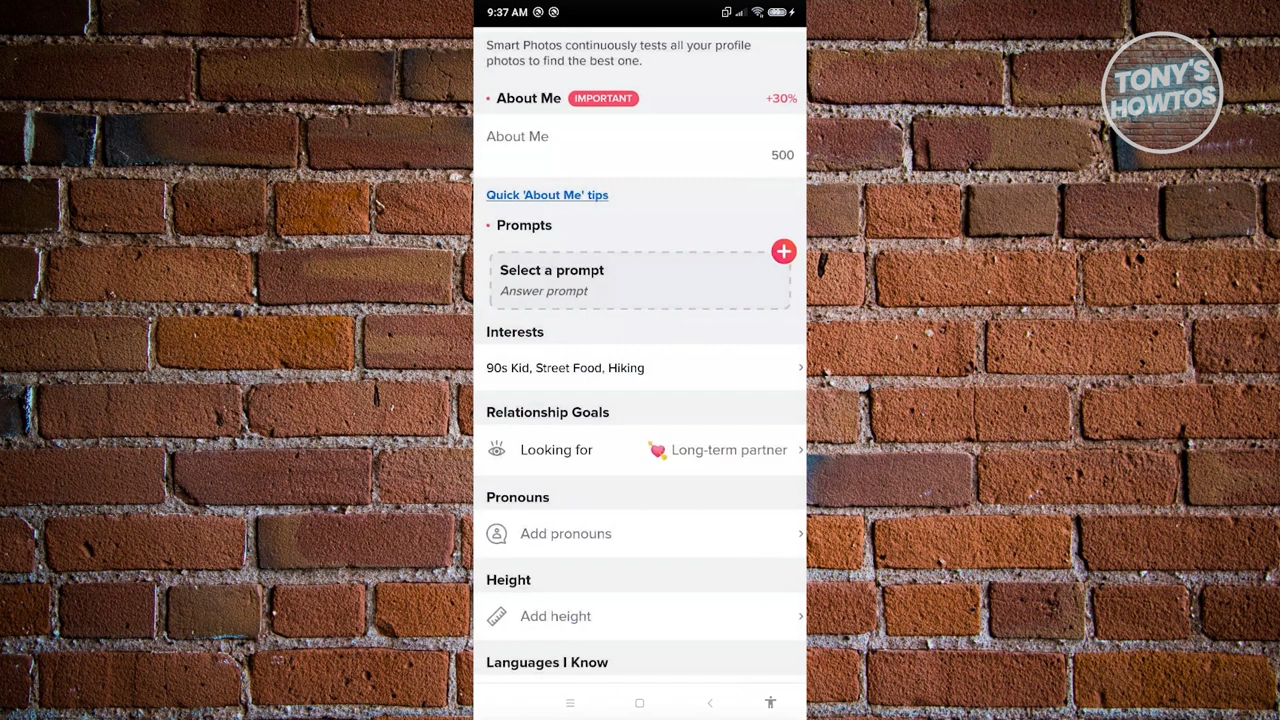 9:37 AM
TONY'S
HOWTOS
Smart Photos continuously tests all your profile
photos to find the best one.
• About Me IMPORTANT +30%
About Me
500
Quick 'About Me' tips
• Prompts
Select a prompt
Answer prompt
Interests
90s Kid, Street Food, Hiking
Relationship Goals
Looking for 💘 Long-term partner
Pronouns
Add pronouns
Height
Add height
Languages I Know